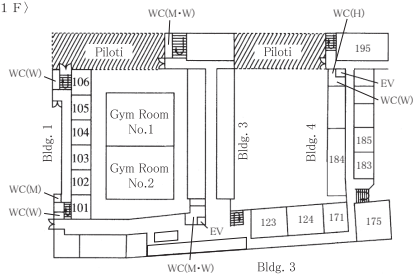 1 F〉
WC(M・W)
WC(H)
Piloti
Piloti
195
WC(W)
106
EV
WC(W)
105
Gym Room
No.1
104
Bldg. 1
Bldg. 3
Bldg. 4
185
103
Gym Room
No.2
184
183
102
WC(M)
101
WC(W)
123
124
171
175
EV
WC(M・W)
Bldg. 3